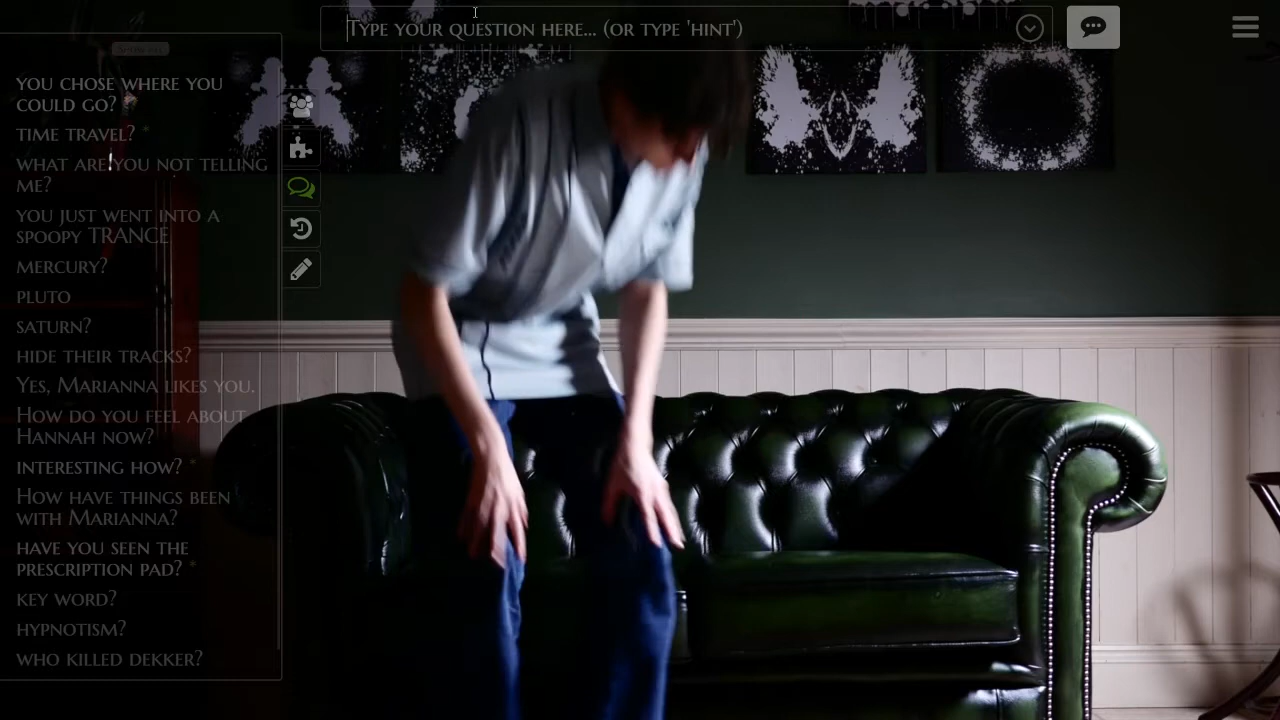 Type your question here... (or type 'hint')
Show all
you chose where you
could go? *
time travel? *
what are you not telling
me?
you just went into a
spoopy TRANCE
mercury?
pluto
saturn?
hide their tracks?
Yes, Marianna likes you.
How do you feel about
Hannah now?
interesting how? *
How have things been
with Marianna?
have you seen the
prescription pad? *
key word?
hypnotism?
who killed dekker?